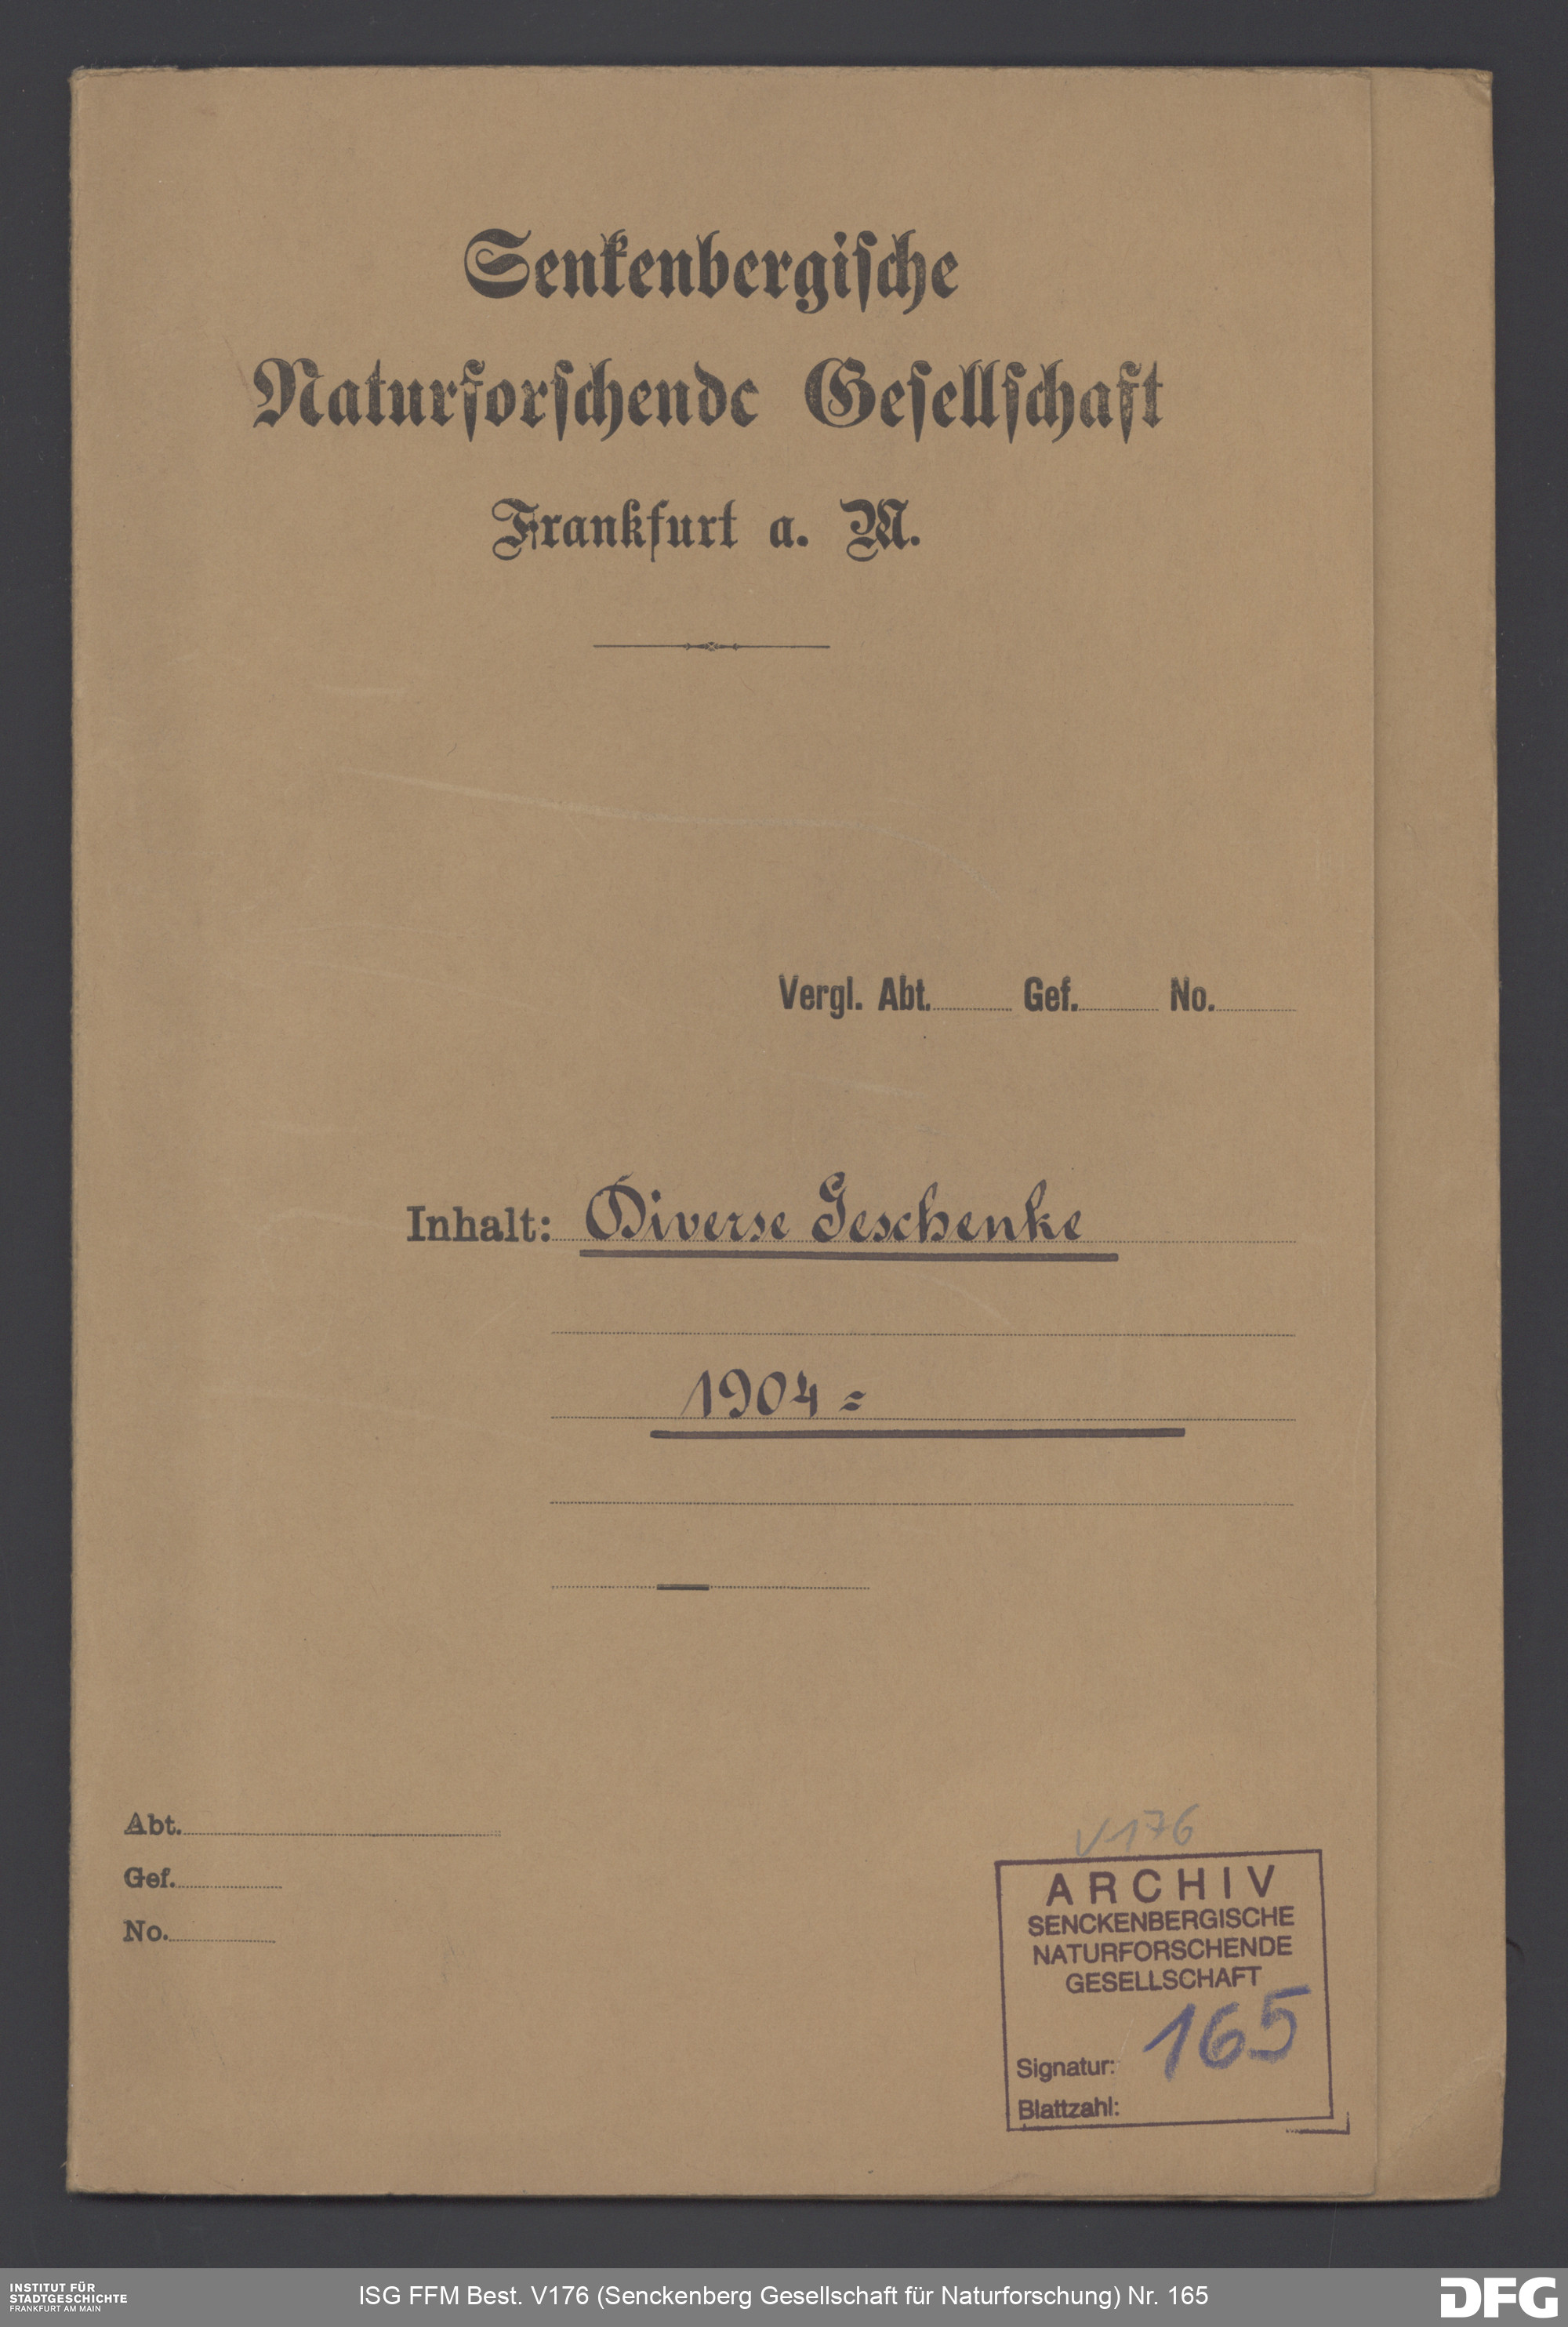 Senkenbergische
Naturforschende Gesellschaft
Frankfurt a. M.
Vergl. Abt. Gef. No.
Inhalt: Diverse Geschenke
1904 =
Abt.
Gef.
No.
V176
ARCHIV
SENCKENBERGISCHE
NATURFORSCHENDE
GESELLSCHAFT
165
Signatur:
Blattzahl:
INSTITUT FÜR
STADTGESCHICHTE
FRANKFURT AM MAIN
ISG FFM Best. V176 (Senckenberg Gesellschaft für Naturforschung) Nr. 165
DFG